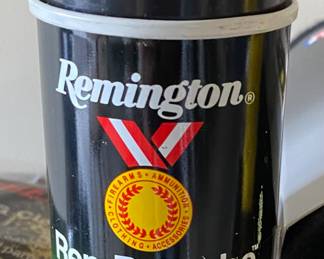 Remington®
FIREARMS • AMMUNITION
CLOTHING • ACCESSORIES